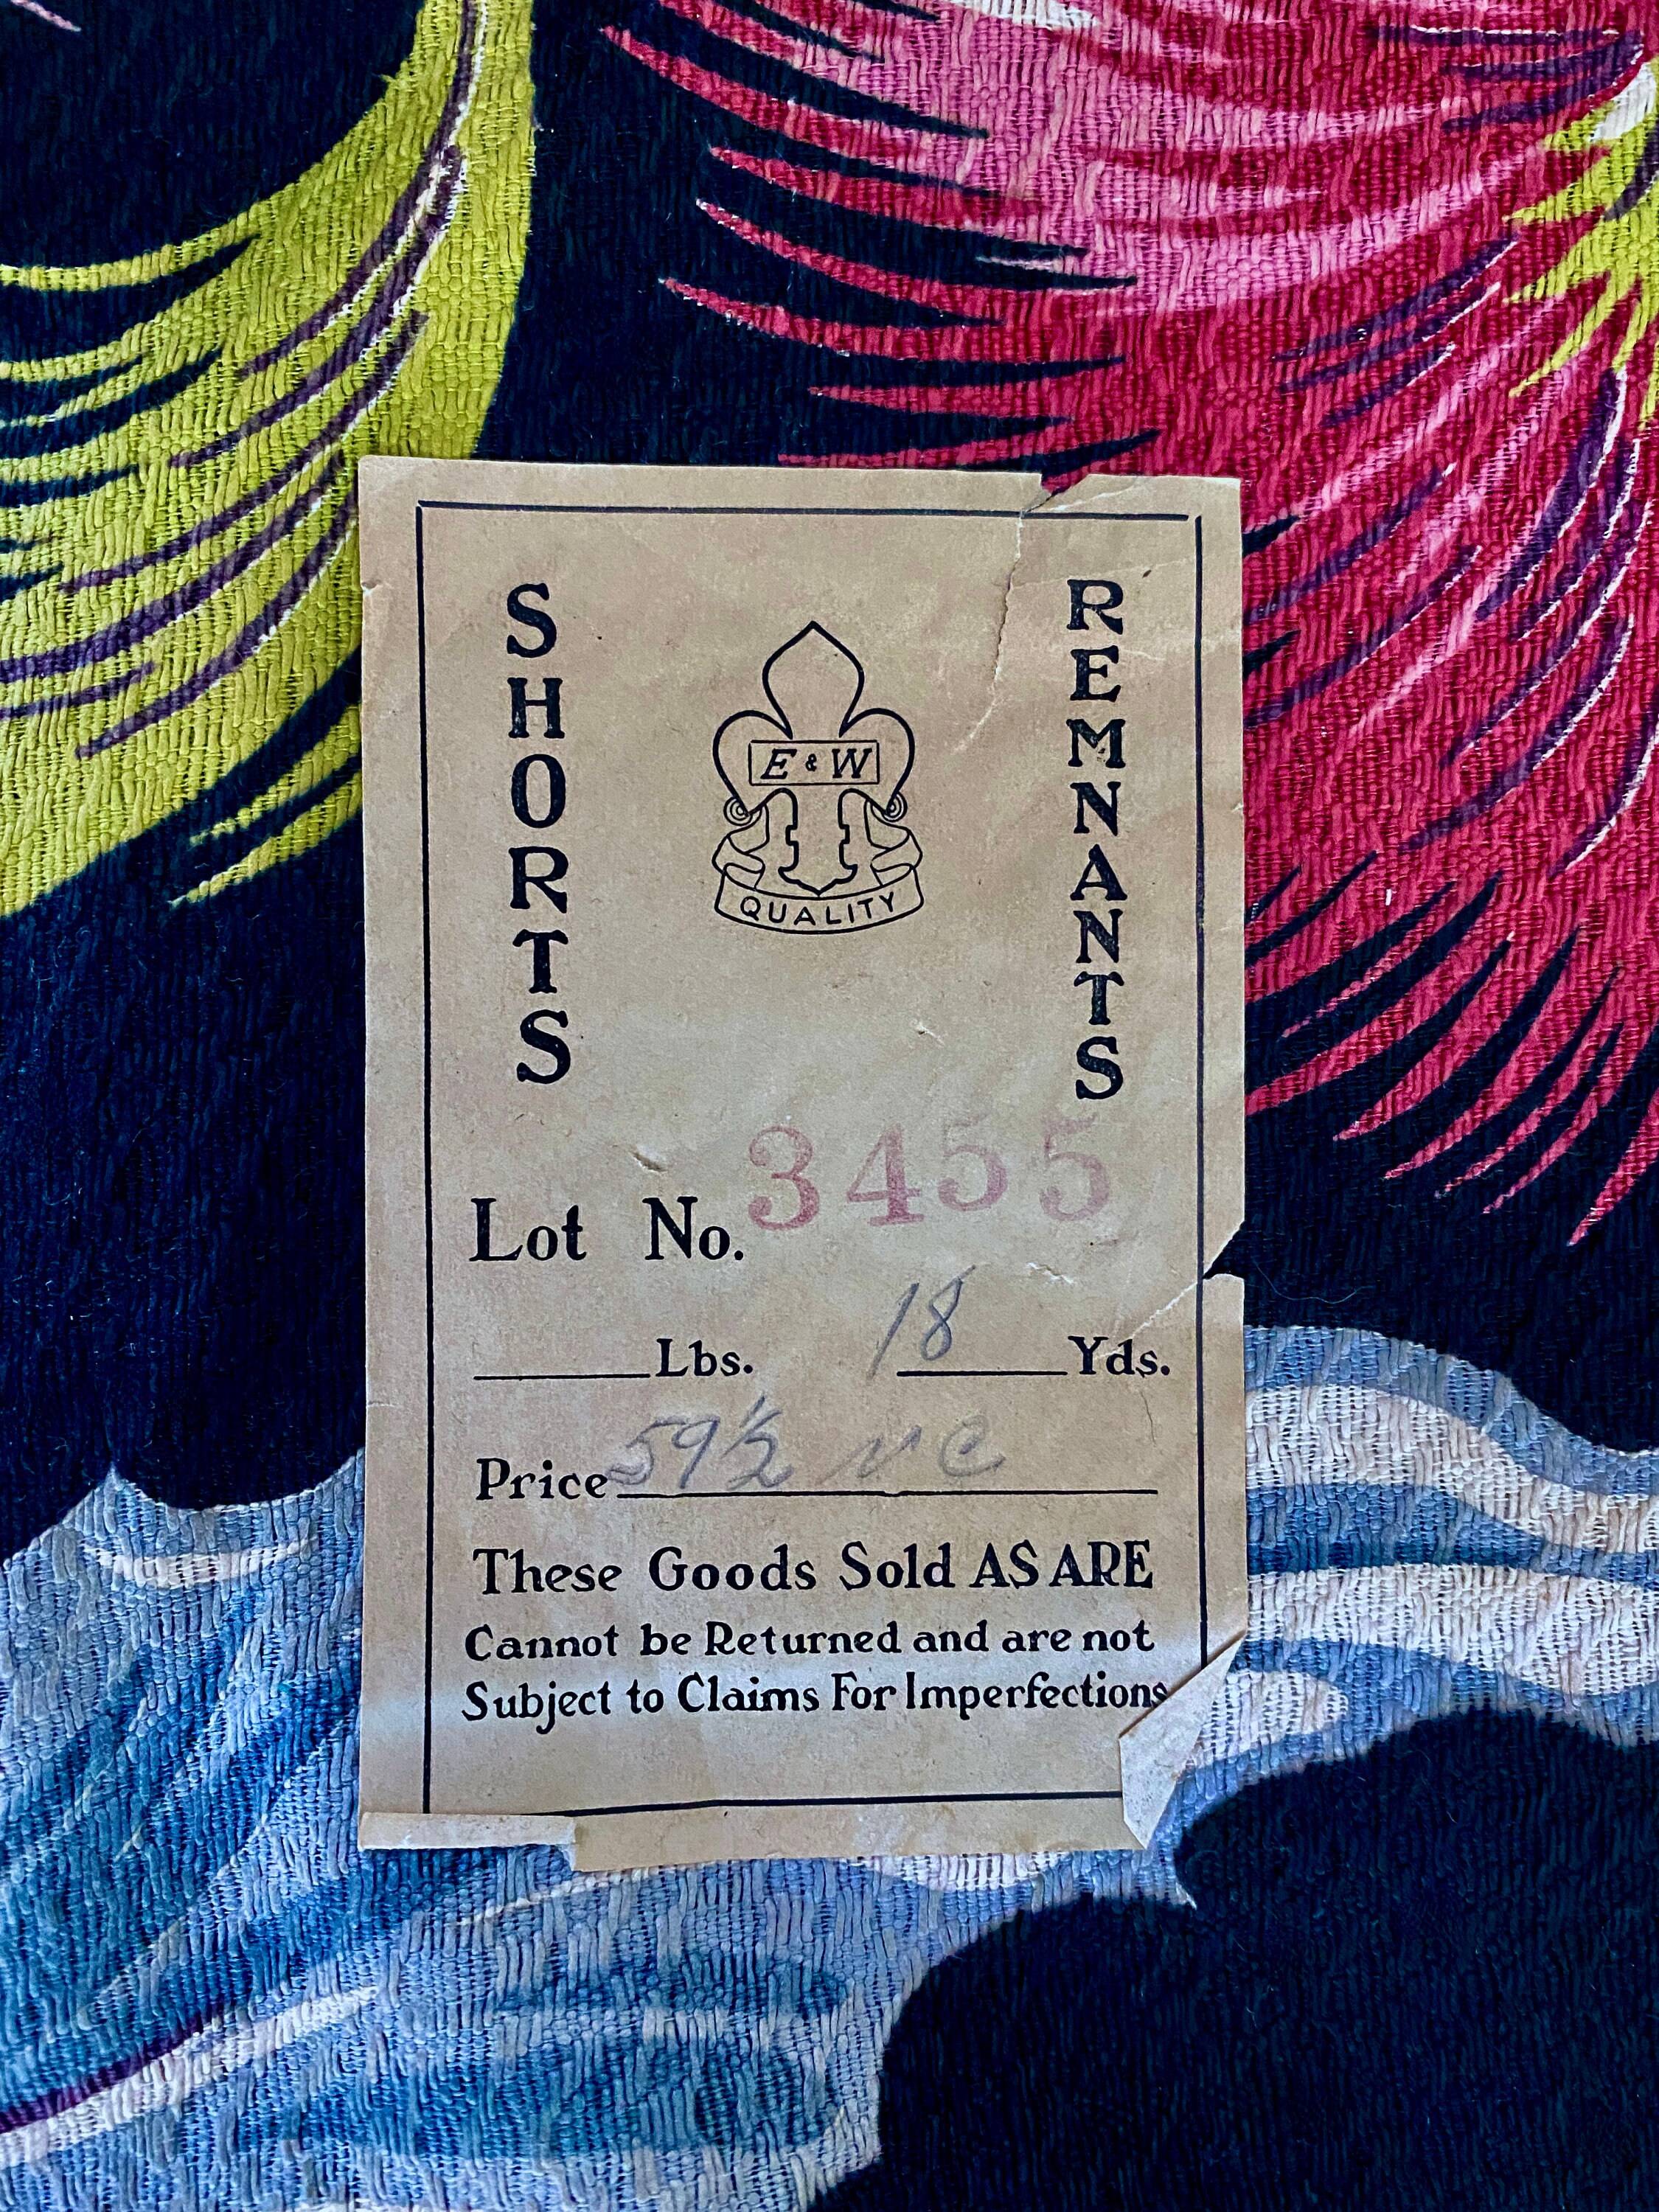 SHORTS
REMNANTS
E & W
QUALITY
Lot No. 3455
Lbs. 18 Yds.
Price 59½
These Goods Sold AS ARE
Cannot be Returned and are not
Subject to Claims For Imperfections